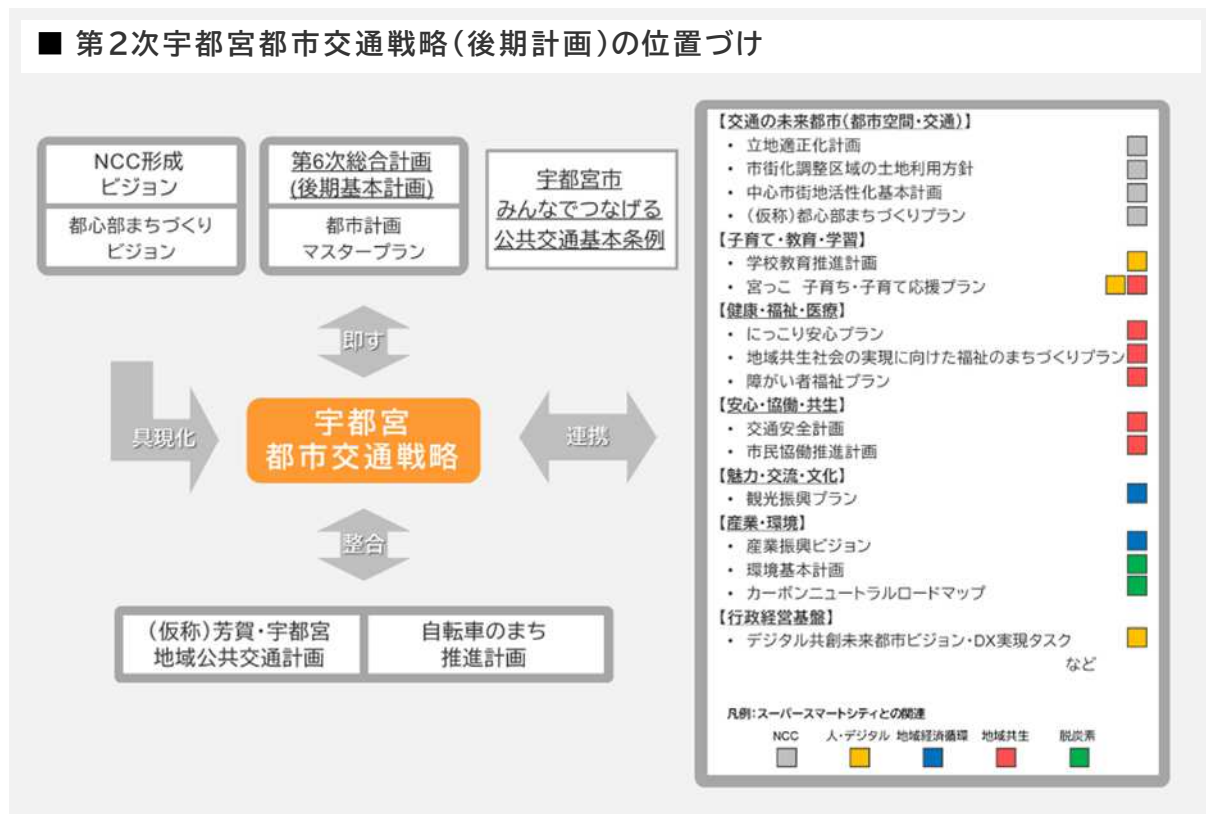 ■ 第2次宇都宮都市交通戦略(後期計画)の位置づけ
NCC形成
ビジョン
都心部まちづくり
ビジョン
第6次総合計画
(後期基本計画)
都市計画
マスタープラン
宇都宮市
みんなでつなげる
公共交通基本条例
即す
具現化
宇都宮
都市交通戦略
連携
整合
(仮称)芳賀・宇都宮
地域公共交通計画
自転車のまち
推進計画
【交通の未来都市(都市空間・交通)】
・ 立地適正化計画
・ 市街化調整区域の土地利用方針
・ 中心市街地活性化基本計画
・ (仮称)都心部まちづくりプラン
【子育て・教育・学習】
・ 学校教育推進計画
・ 宮っこ 子育ち・子育て応援プラン
【健康・福祉・医療】
・ にっこり安心プラン
・ 地域共生社会の実現に向けた福祉のまちづくりプラン
・ 障がい者福祉プラン
【安心・協働・共生】
・ 交通安全計画
・ 市民協働推進計画
【魅力・交流・文化】
・ 観光振興プラン
【産業・環境】
・ 産業振興ビジョン
・ 環境基本計画
・ カーボンニュートラルロードマップ
【行政経営基盤】
・ デジタル共創未来都市ビジョン・DX実現タスク
など
凡例:スーパースマートシティとの関連
NCC 人・デジタル 地域経済循環 地域共生 脱炭素